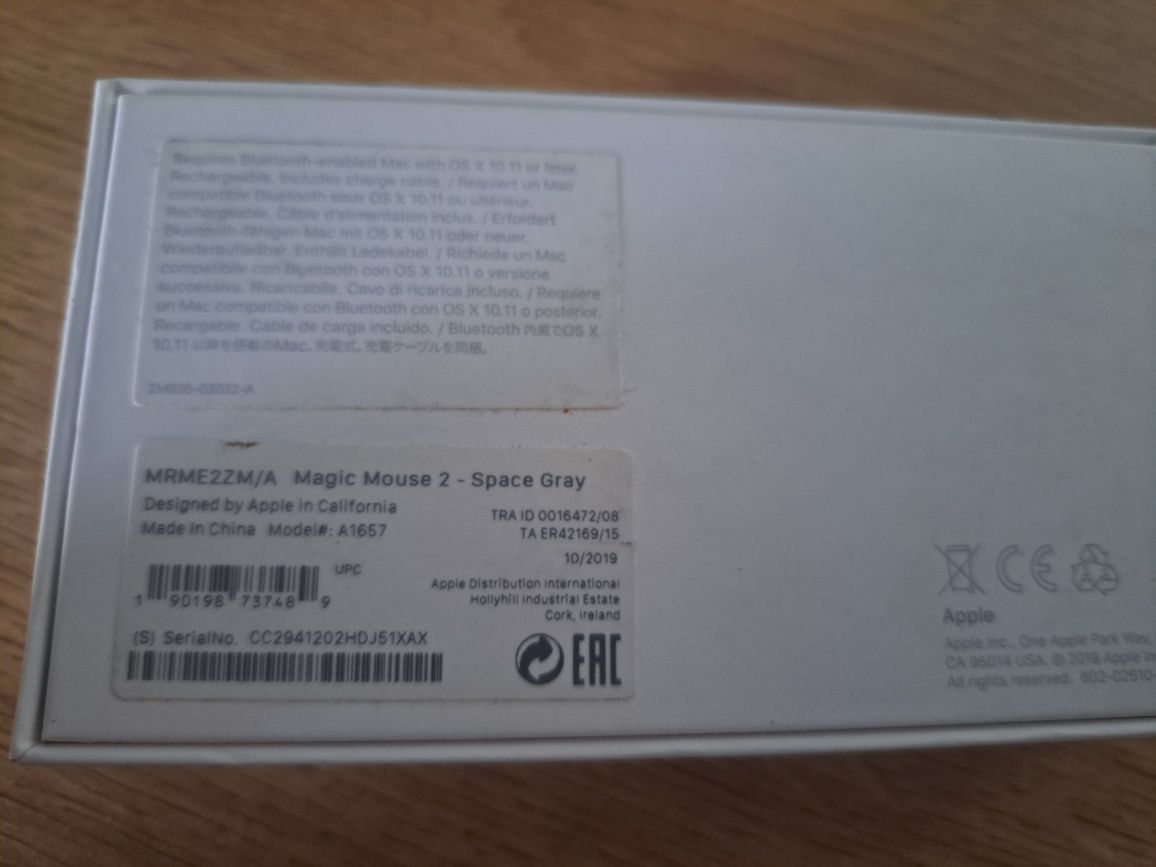 Requires Bluetooth-enabled Mac with OS X 10.11 or later.
Rechargeable. Includes charge cable. / Requiert un Mac
compatible Bluetooth sous OS X 10.11 ou ultérieur.
Rechargeable. Câble d'alimentation inclus. / Erfordert
Bluetooth-fähigen Mac mit OS X 10.11 oder neuer.
Wiederaufladbar. Enthält Ladekabel. / Richiede un Mac
compatibile con Bluetooth con OS X 10.11 o versione
successiva. Ricaricabile. Cavo di ricarica incluso. / Requiere
un Mac compatible con Bluetooth con OS X 10.11 o posterior.
Recargable. Cable de carga incluido. / Bluetooth 内蔵でOS X
10.11 以降を搭載のMac。充電式。充電ケーブルを同梱。
ZM826-03022-A
MRME2ZM/A Magic Mouse 2 - Space Gray
Designed by Apple in California
Made in China Model#: A1657
TRA ID 0016472/08
TA ER42169/15
10/2019
UPC
1 90198 73748 9
Apple Distribution International
Hollyhill Industrial Estate
Cork, Ireland
(S) SerialNo. CC2941202HDJ51XAX
EAC
CE
Apple
Apple Inc., One Apple Park Way,
CA 95014 USA. © 2019 Apple In
All rights reserved. 602-02610-